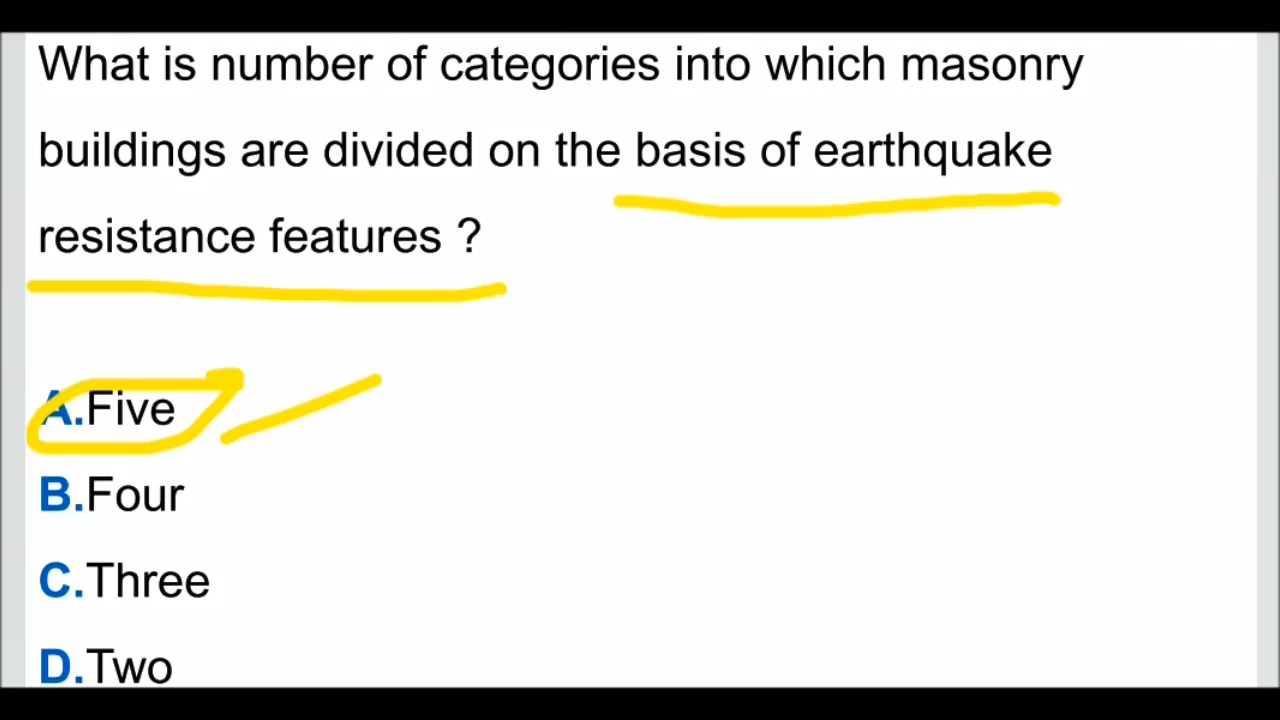 What is number of categories into which masonry
buildings are divided on the basis of earthquake
resistance features ?
A.Five
B.Four
C.Three
D.Two